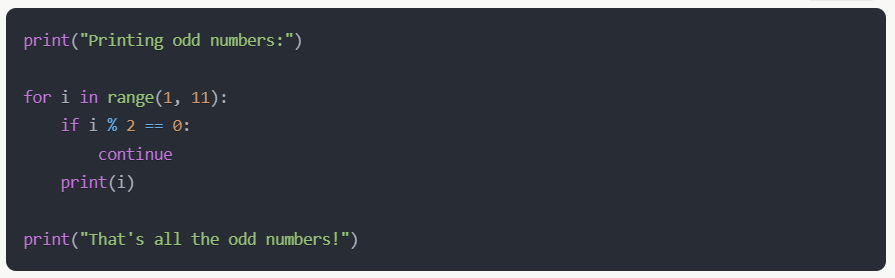 print("Printing odd numbers:")
for i in range(1, 11):
    if i % 2 == 0:
        continue
    print(i)
print("That's all the odd numbers!")